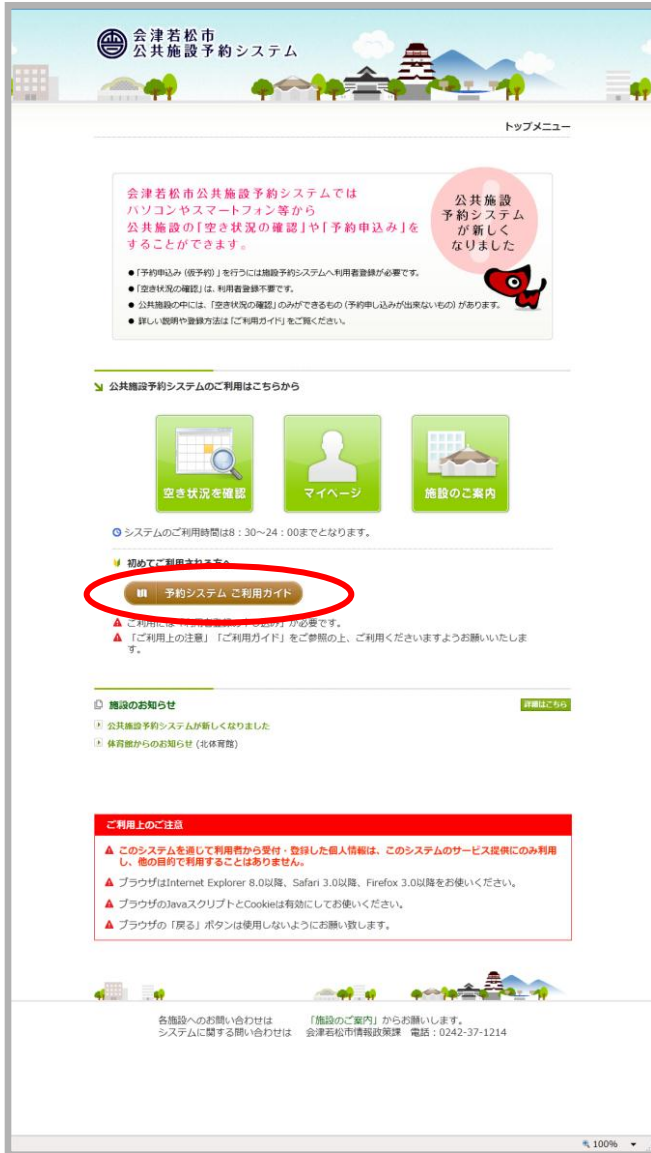 会津若松市
公共施設予約システム
トップメニュー
会津若松市公共施設予約システムでは
パソコンやスマートフォン等から
公共施設の「空き状況の確認」や「予約申込み」を
することができます。
公共施設
予約システム
が新しく
なりました
●「予約申込み（仮予約）」を行うには施設予約システムへ利用者登録が必要です。
●「空き状況の確認」は、利用者登録不要です。
● 公共施設の中には、「空き状況の確認」のみができるもの（予約申し込みが出来ないもの）があります。
● 詳しい説明や登録方法は「ご利用ガイド」をご覧ください。
公共施設予約システムのご利用はこちらから
空き状況を確認 マイページ 施設のご案内
システムのご利用時間は8：30～24：00までとなります。
初めてご利用される方へ
予約システム ご利用ガイド
ご利用には「利用者登録の申し込み」が必要です。
「ご利用上の注意」「ご利用ガイド」をご参照の上、ご利用くださいますようお願いいたしま
す。
施設のお知らせ 詳細はこちら
公共施設予約システムが新しくなりました
体育館からのお知らせ (北体育館)
ご利用上のご注意
このシステムを通じて利用者から受付・登録した個人情報は、このシステムのサービス提供にのみ利用
し、他の目的で利用することはありません。
ブラウザはInternet Explorer 8.0以降、Safari 3.0以降、Firefox 3.0以降をお使いください。
ブラウザのJavaスクリプトとCookieは有効にしてお使いください。
ブラウザの「戻る」ボタンは使用しないようにお願い致します。
各施設へのお問い合わせは 「施設のご案内」からお願いします。
システムに関する問い合わせは 会津若松市情報政策課 電話：0242-37-1214
100%